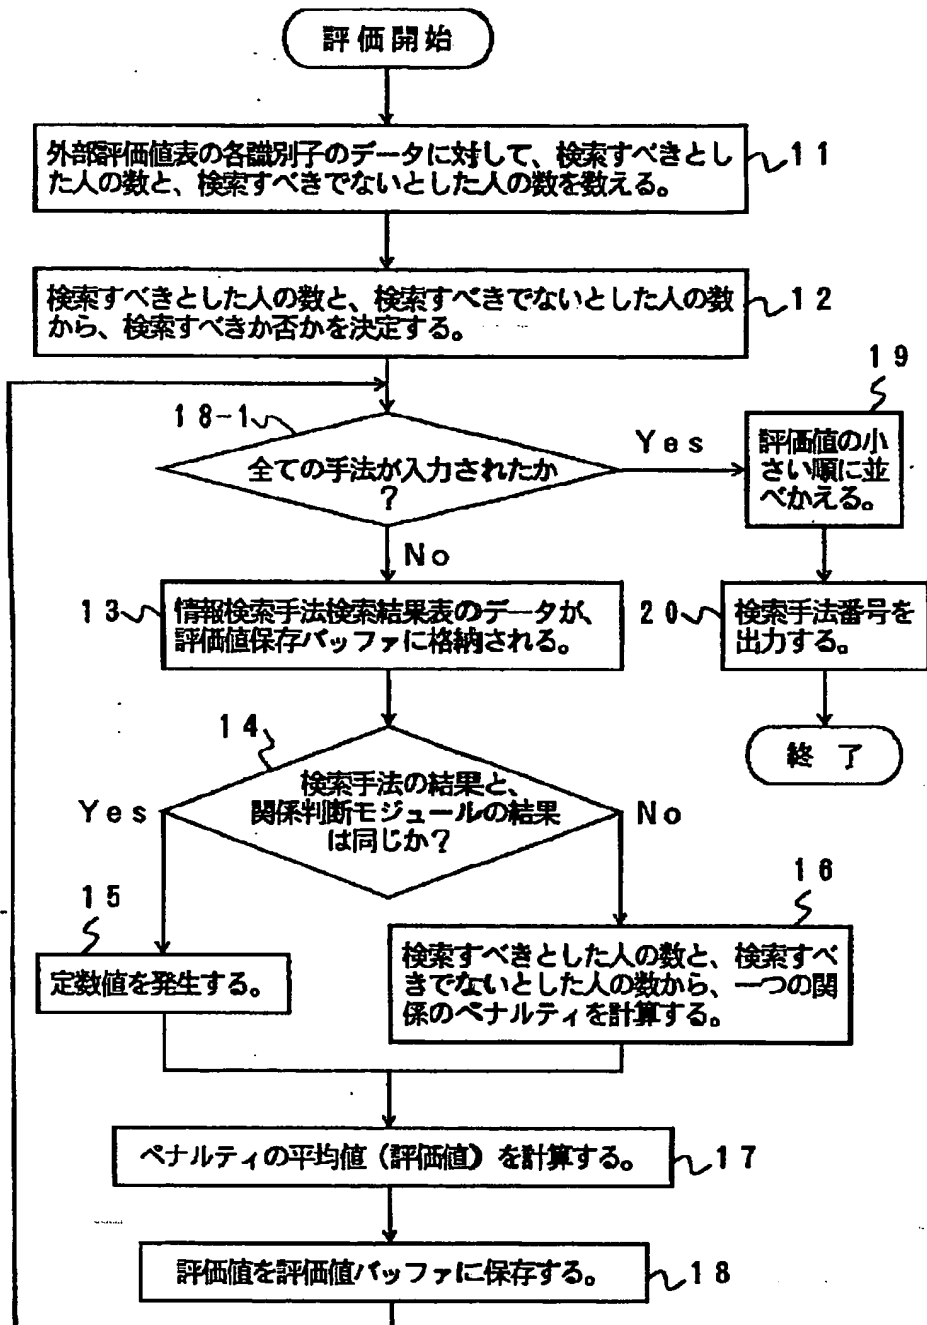 評価開始
外部評価値表の各識別子のデータに対して、検索すべきとし
た人の数と、検索すべきでないとした人の数を数える。
11
検索すべきとした人の数と、検索すべきでないとした人の数
から、検索すべきか否かを決定する。
12
18-1
全ての手法が入力されたか
?
Yes
No
19
評価値の小
さい順に並
べかえる。
13
情報検索手法検索結果表のデータが、
評価値保存バッファに格納される。
20
検索手法番号を
出力する。
終了
14
検索手法の結果と、
関係判断モジュールの結果
は同じか?
Yes
No
15
定数値を発生する。
16
検索すべきとした人の数と、検索すべ
きでないとした人の数から、一つの関
係のペナルティを計算する。
ペナルティの平均値(評価値)を計算する。
17
評価値を評価値バッファに保存する。
18